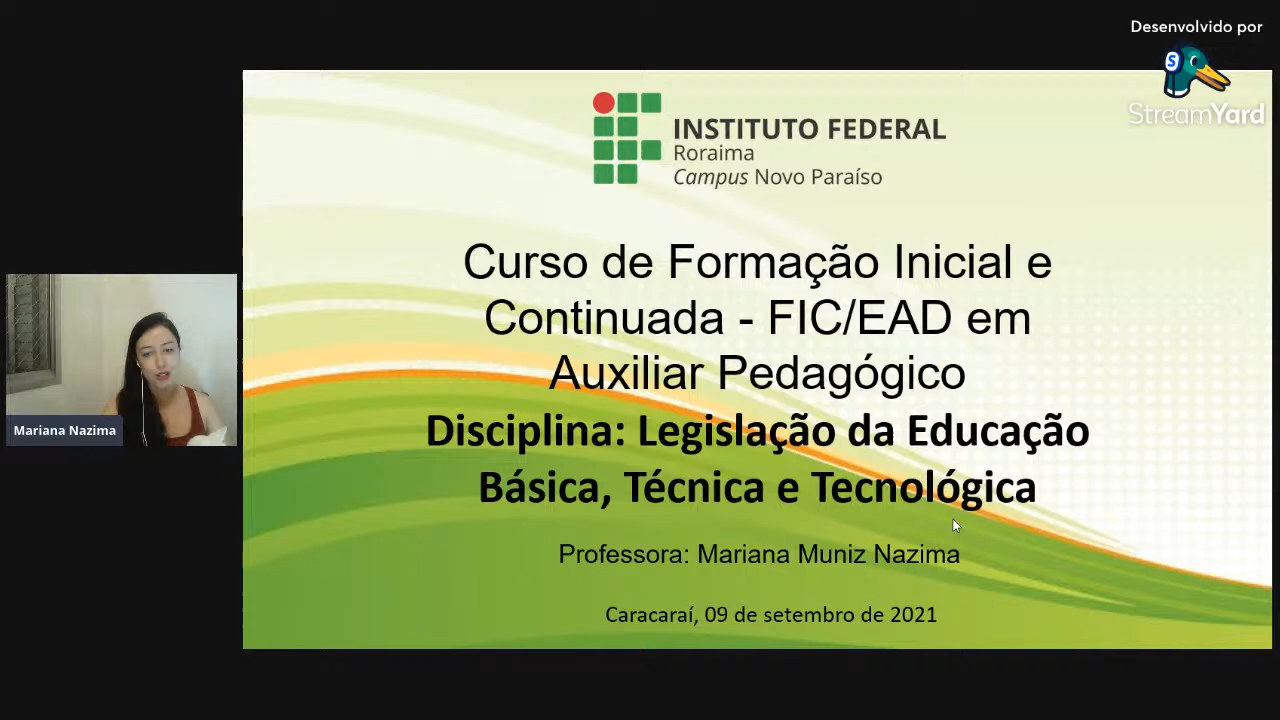 Desenvolvido por
S
StreamYard
INSTITUTO FEDERAL
Roraima
Campus Novo Paraíso
Curso de Formação Inicial e
Continuada - FIC/EAD em
Auxiliar Pedagógico
Disciplina: Legislação da Educação
Básica, Técnica e Tecnológica
Professora: Mariana Muniz Nazima
Caracaraí, 09 de setembro de 2021
Mariana Nazima